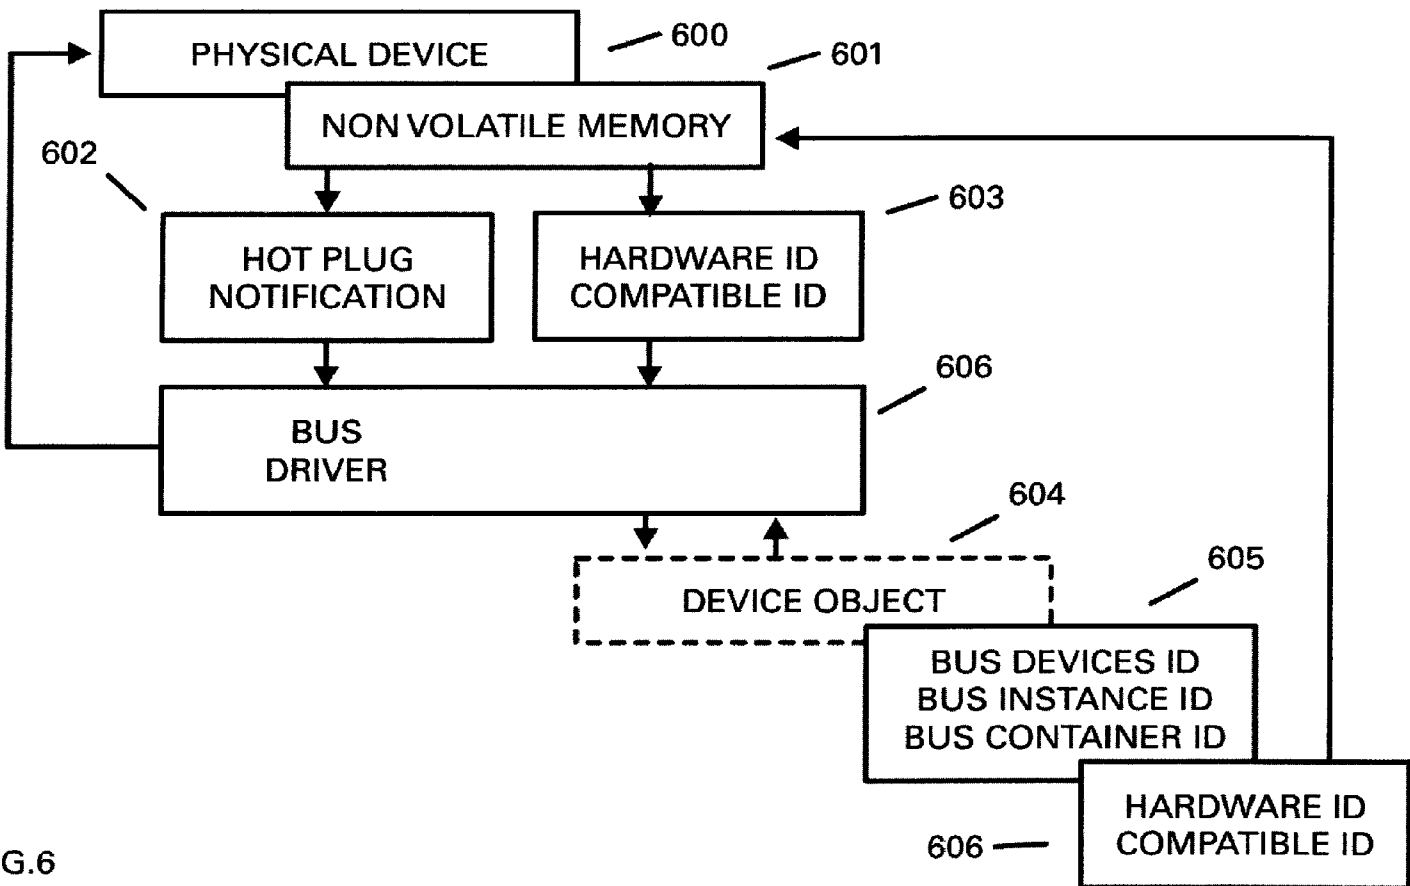 PHYSICAL DEVICE
600
601
NON VOLATILE MEMORY
602
603
HOT PLUG
NOTIFICATION
HARDWARE ID
COMPATIBLE ID
606
BUS
DRIVER
604
DEVICE OBJECT
605
BUS DEVICES ID
BUS INSTANCE ID
BUS CONTAINER ID
HARDWARE ID
COMPATIBLE ID
606
G.6